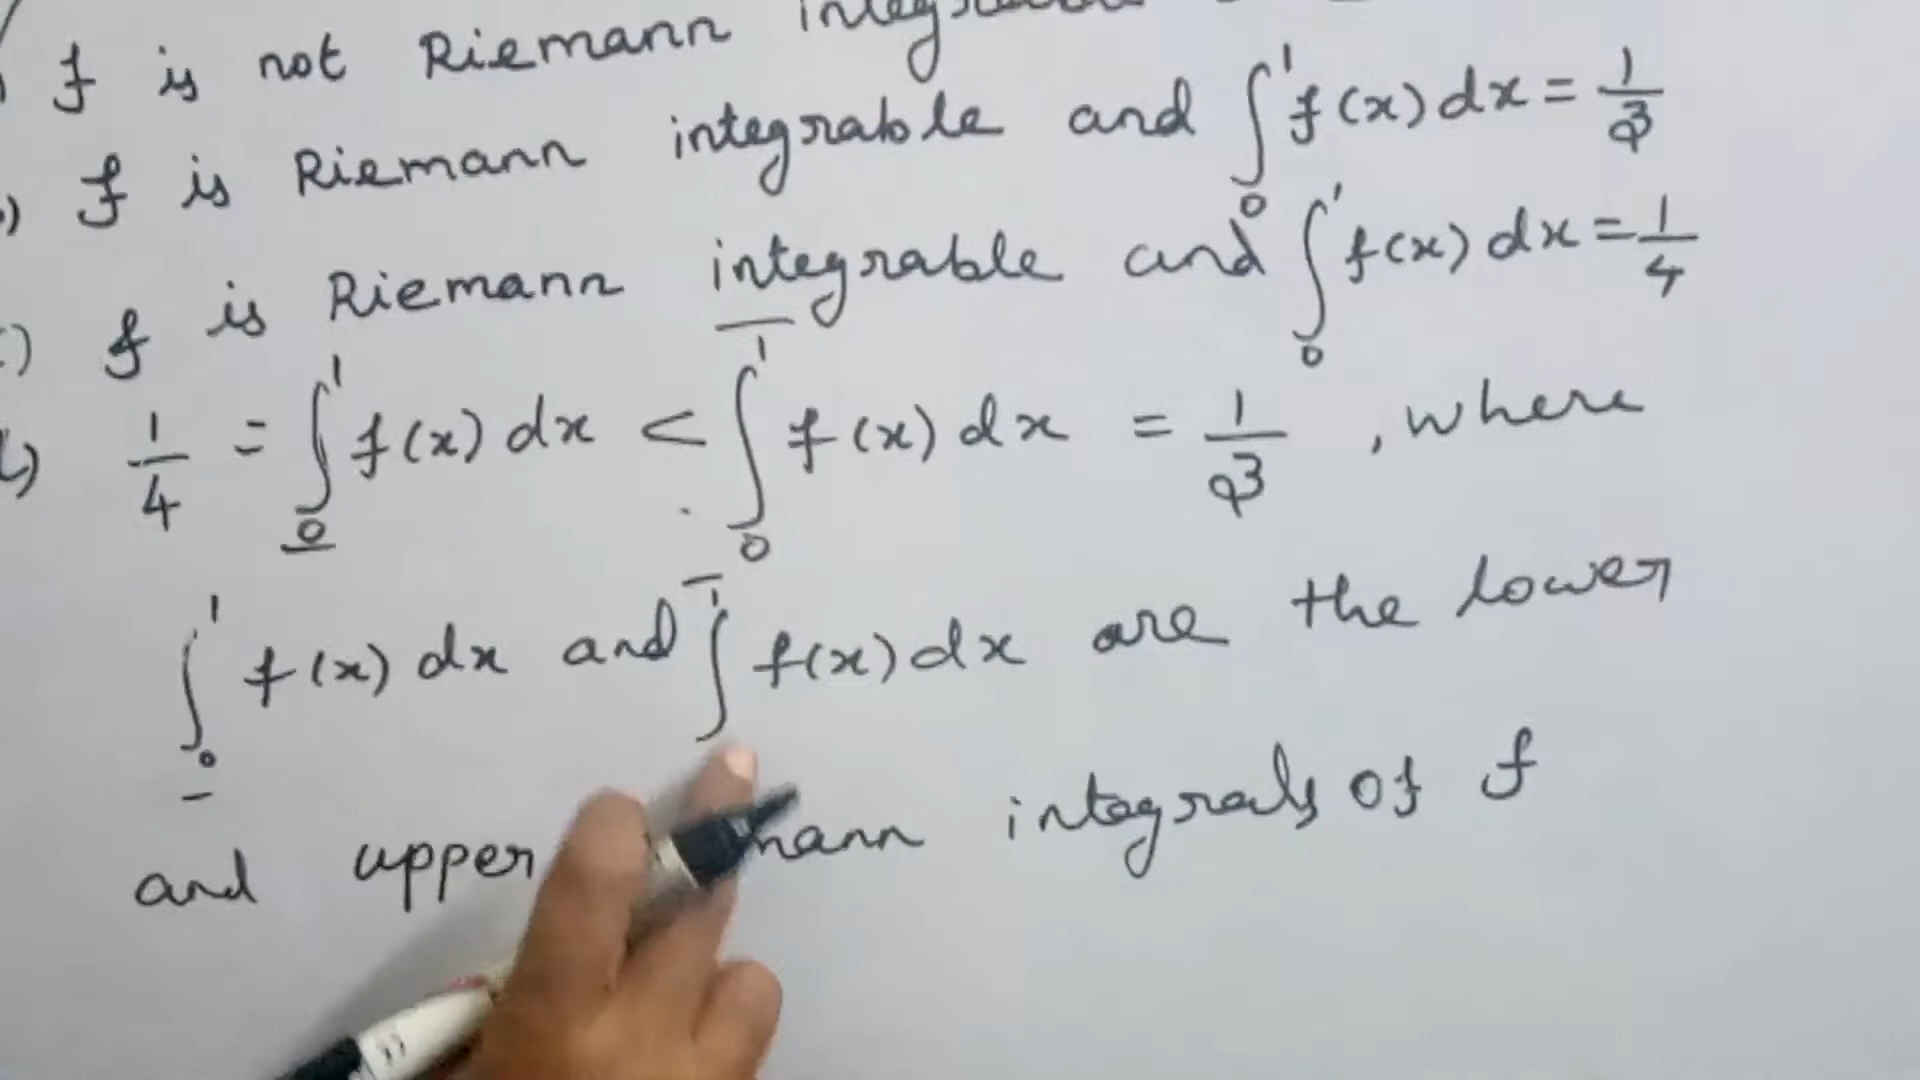 f is not Riemann
) f is Riemann integrable and ∫₀¹ f(x) dx = 1/3
) f is Riemann integrable and ∫₀¹ f(x) dx = 1/4
) 1/4 = ∫₀¹ f(x) dx < ∫₀¹ f(x) dx = 1/3 , where
∫₀¹ f(x) dx and ∫¹ f(x) dx are the lower
and upper mann integrals of f